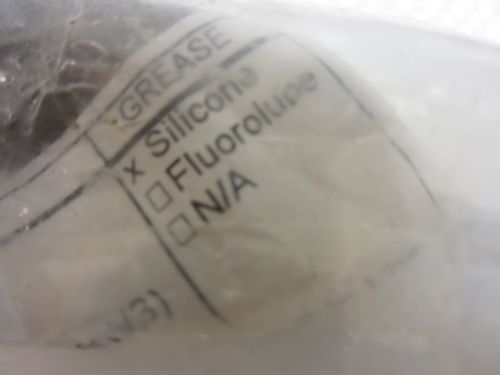 GREASE
x Silicone
☐ Fluorolube
☐ N/A